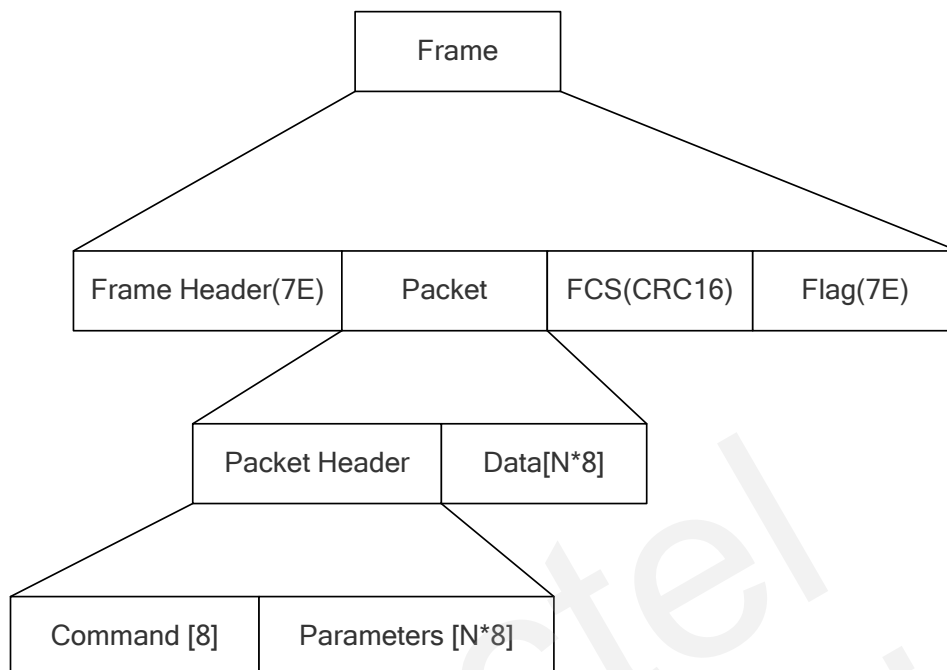 Frame
Frame Header(7E) Packet FCS(CRC16) Flag(7E)
Packet Header Data[N*8]
Command [8] Parameters [N*8]